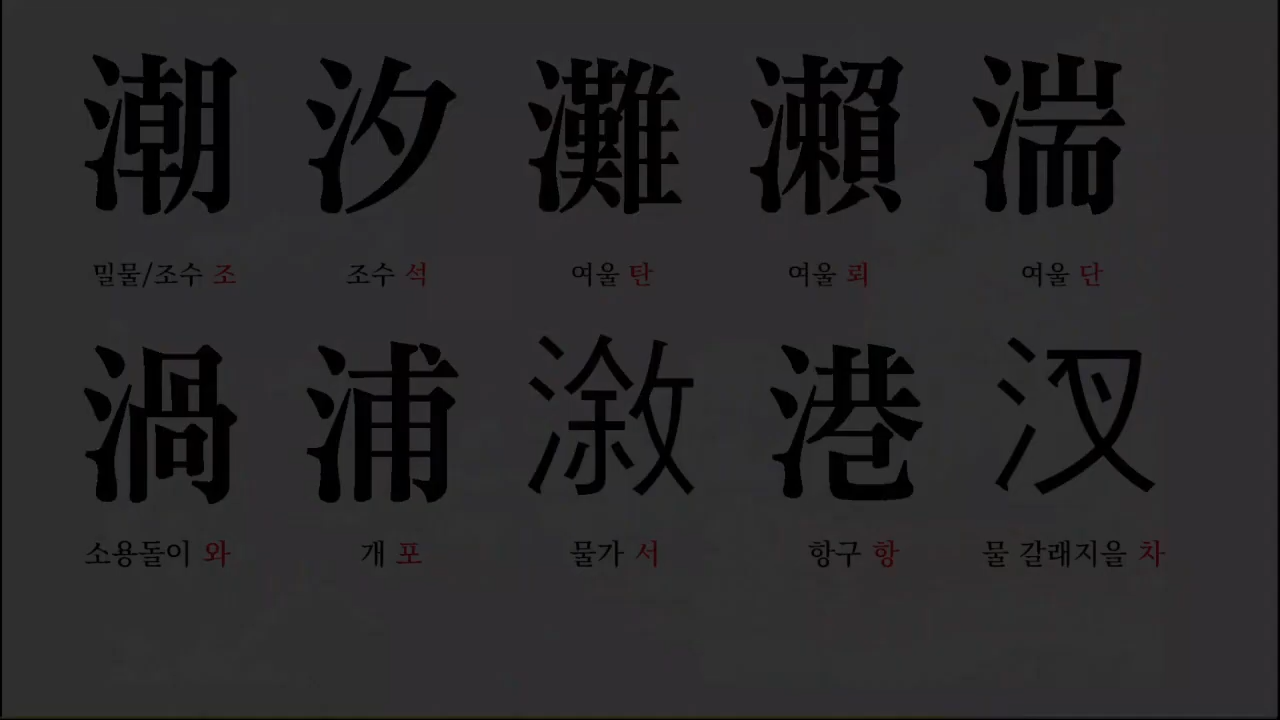 潮 汐 灘 瀨 湍
밀물/조수 조 조수 석 여울 탄 여울 뢰 여울 단
渦 浦 漵 港 汊
소용돌이 와 개 포 물가 서 항구 항 물 갈래지을 차